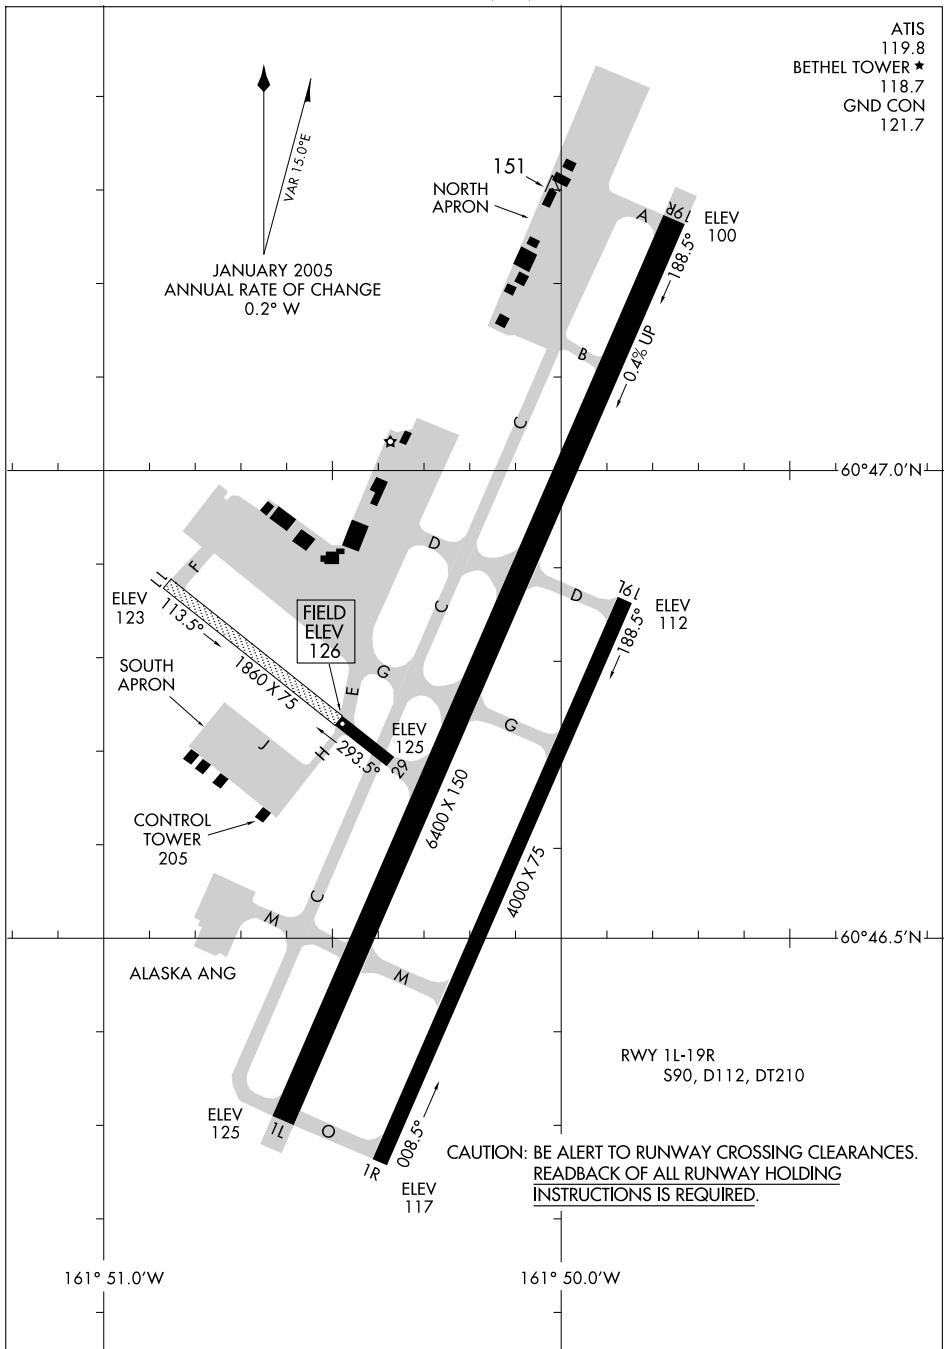 ATIS
119.8
BETHEL TOWER ★
118.7
GND CON
121.7
VAR 15.0°E
JANUARY 2005
ANNUAL RATE OF CHANGE
0.2° W
151
NORTH
APRON
A
19R
ELEV
100
188.5°
0.4% UP
B
C
60°47.0'N
D
C
D
19L
ELEV
112
188.5°
F
11
ELEV
123
113.5°
FIELD
ELEV
126
1860 X 75
SOUTH
APRON
G
E
G
J
H
293.5°
ELEV
125
29
CONTROL
TOWER
205
6400 X 150
4000 X 75
C
M
60°46.5'N
M
ALASKA ANG
RWY 1L-19R
S90, D112, DT210
ELEV
125
1L
O
008.5°
1R
ELEV
117
CAUTION: BE ALERT TO RUNWAY CROSSING CLEARANCES.
READBACK OF ALL RUNWAY HOLDING
INSTRUCTIONS IS REQUIRED.
161° 51.0'W
161° 50.0'W